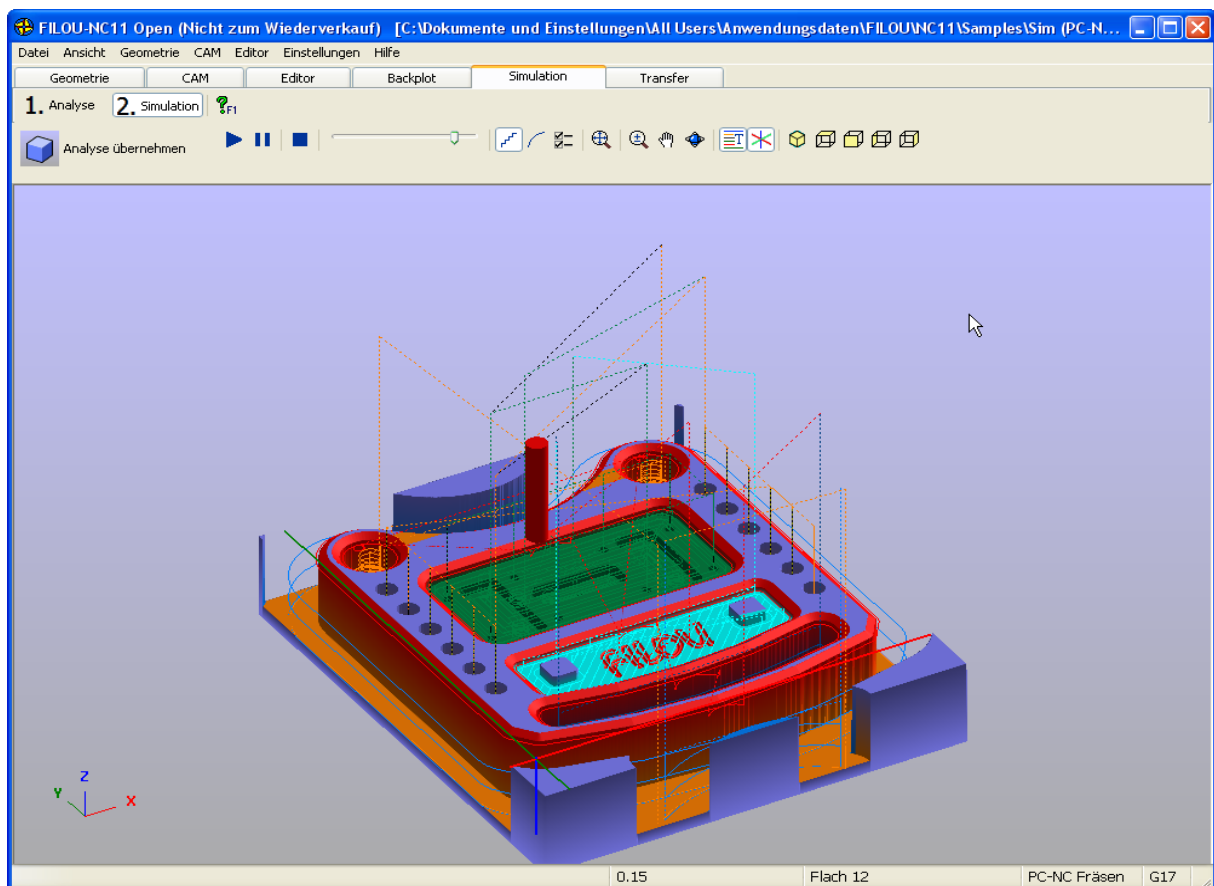 FILOU-NC11 Open (Nicht zum Wiederverkauf) [C:\Dokumente und Einstellungen\All Users\Anwendungsdaten\FILOU\NC11\Samples\Sim (PC-N...
Datei Ansicht Geometrie CAM Editor Einstellungen Hilfe
Geometrie CAM Editor Backplot Simulation Transfer
1. Analyse 2. Simulation ?F1
Analyse übernehmen
FILOU
Z
Y
X
0.15 Flach 12 PC-NC Fräsen G17